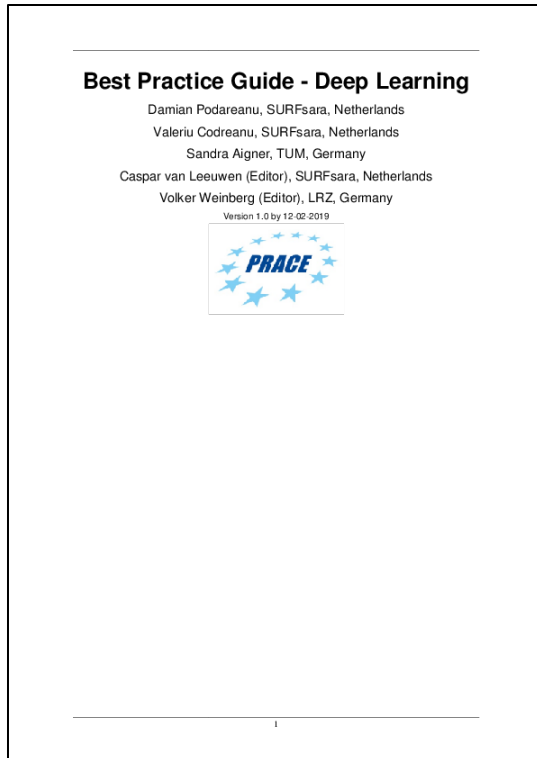 Best Practice Guide - Deep Learning
Damian Podareanu, SURFsara, Netherlands
Valeriu Codreanu, SURFsara, Netherlands
Sandra Aigner, TUM, Germany
Caspar van Leeuwen (Editor), SURFsara, Netherlands
Volker Weinberg (Editor), LRZ, Germany
Version 1.0 by 12-02-2019
PRACE
1